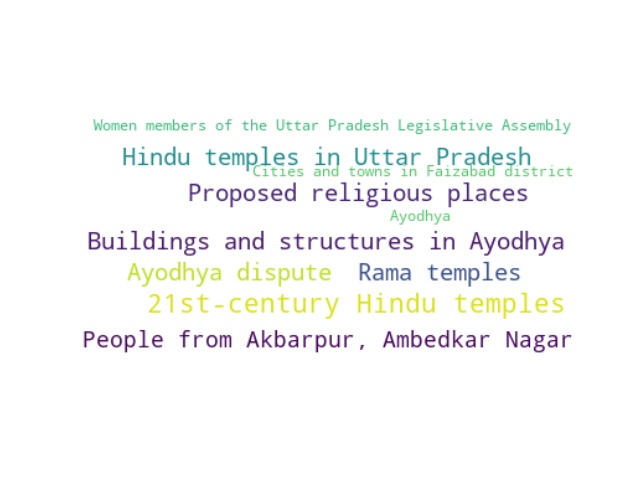 Women members of the Uttar Pradesh Legislative Assembly
Hindu temples in Uttar Pradesh
Cities and towns in Faizabad district
Proposed religious places
Ayodhya
Buildings and structures in Ayodhya
Ayodhya dispute
Rama temples
21st-century Hindu temples
People from Akbarpur, Ambedkar Nagar